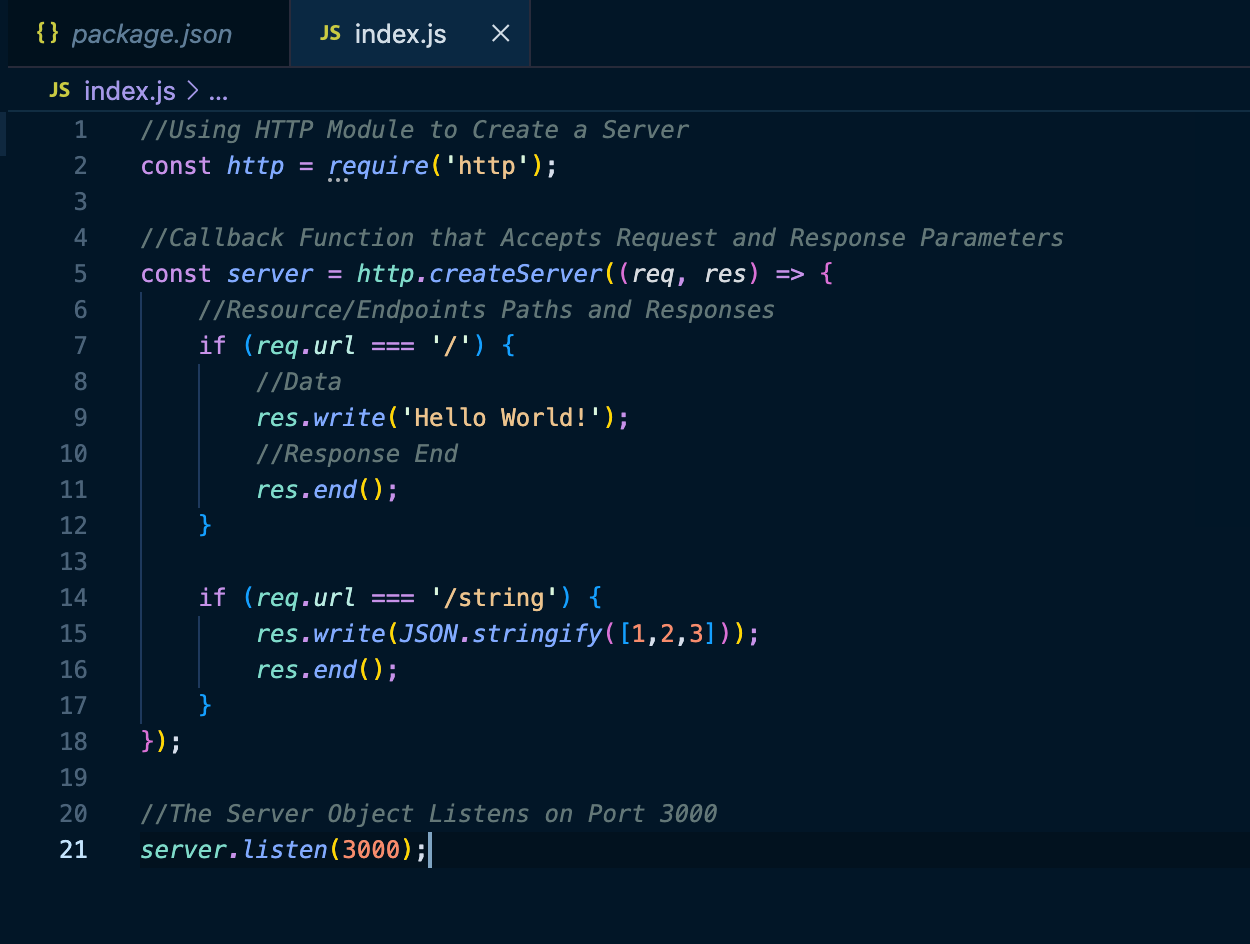 {} package.json
JS index.js ×
JS index.js > ...
1 //Using HTTP Module to Create a Server
2 const http = require('http');
3
4 //Callback Function that Accepts Request and Response Parameters
5 const server = http.createServer((req, res) => {
6     //Resource/Endpoints Paths and Responses
7     if (req.url === '/') {
8         //Data
9         res.write('Hello World!');
10         //Response End
11         res.end();
12     }
13
14     if (req.url === '/string') {
15         res.write(JSON.stringify([1,2,3]));
16         res.end();
17     }
18 });
19
20 //The Server Object Listens on Port 3000
21 server.listen(3000);